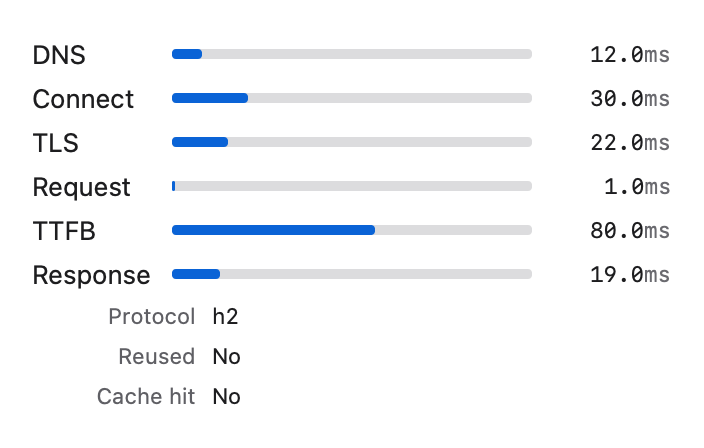 DNS 12.0ms
Connect 30.0ms
TLS 22.0ms
Request 1.0ms
TTFB 80.0ms
Response 19.0ms
Protocol h2
Reused No
Cache hit No